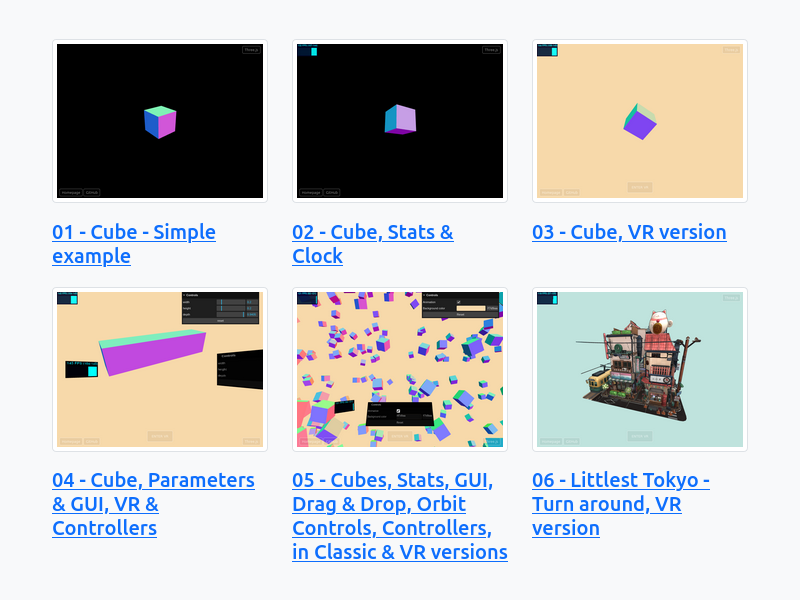 Three.js
Three.js
Homepage GitHub
Homepage GitHub
01 - Cube - Simple
example
02 - Cube, Stats &
Clock
03 - Cube, VR version
Controls
Controls
04 - Cube, Parameters
& GUI, VR &
Controllers
05 - Cubes, Stats, GUI,
Drag & Drop, Orbit
Controls, Controllers,
in Classic & VR versions
06 - Littlest Tokyo -
Turn around, VR
version